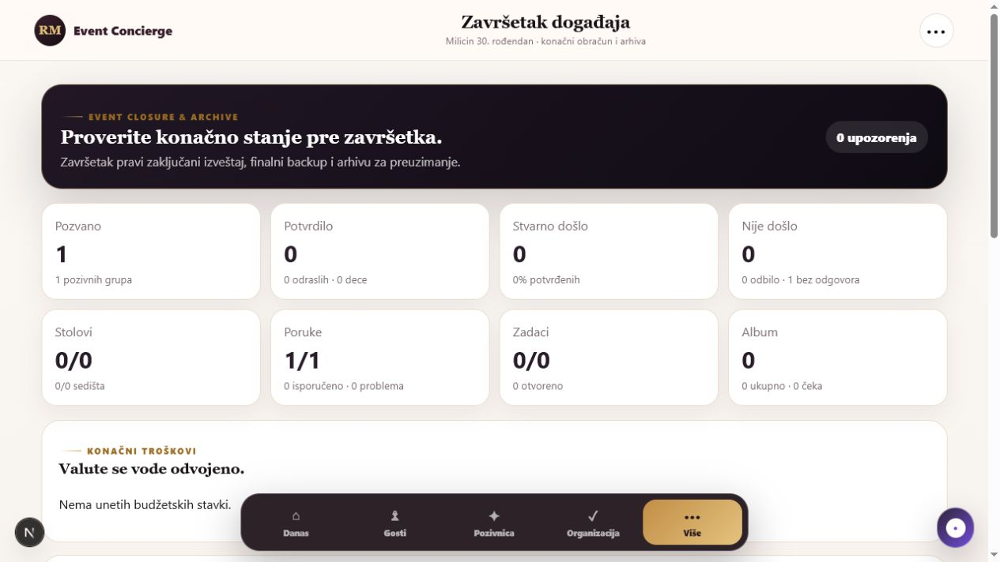 RM Event Concierge
Završetak događaja
Milicin 30. rođendan · konačni obračun i arhiva
•••
EVENT CLOSURE & ARCHIVE
Proverite konačno stanje pre završetka.
Završetak pravi zaključani izveštaj, finalni backup i arhivu za preuzimanje.
0 upozorenja
Pozvano
1
1 pozivnih grupa
Potvrdilo
0
0 odraslih · 0 dece
Stvarno došlo
0
0% potvrđenih
Nije došlo
0
0 odbilo · 1 bez odgovora
Stolovi
0/0
0/0 sedišta
Poruke
1/1
0 isporučeno · 0 problema
Zadaci
0/0
0 otvoreno
Album
0
0 ukupno · 0 čeka
KONAČNI TROŠKOVI
Valute se vode odvojeno.
Nema unetih budžetskih stavki.
Danas
Gosti
Pozivnica
Organizacija
Više
N